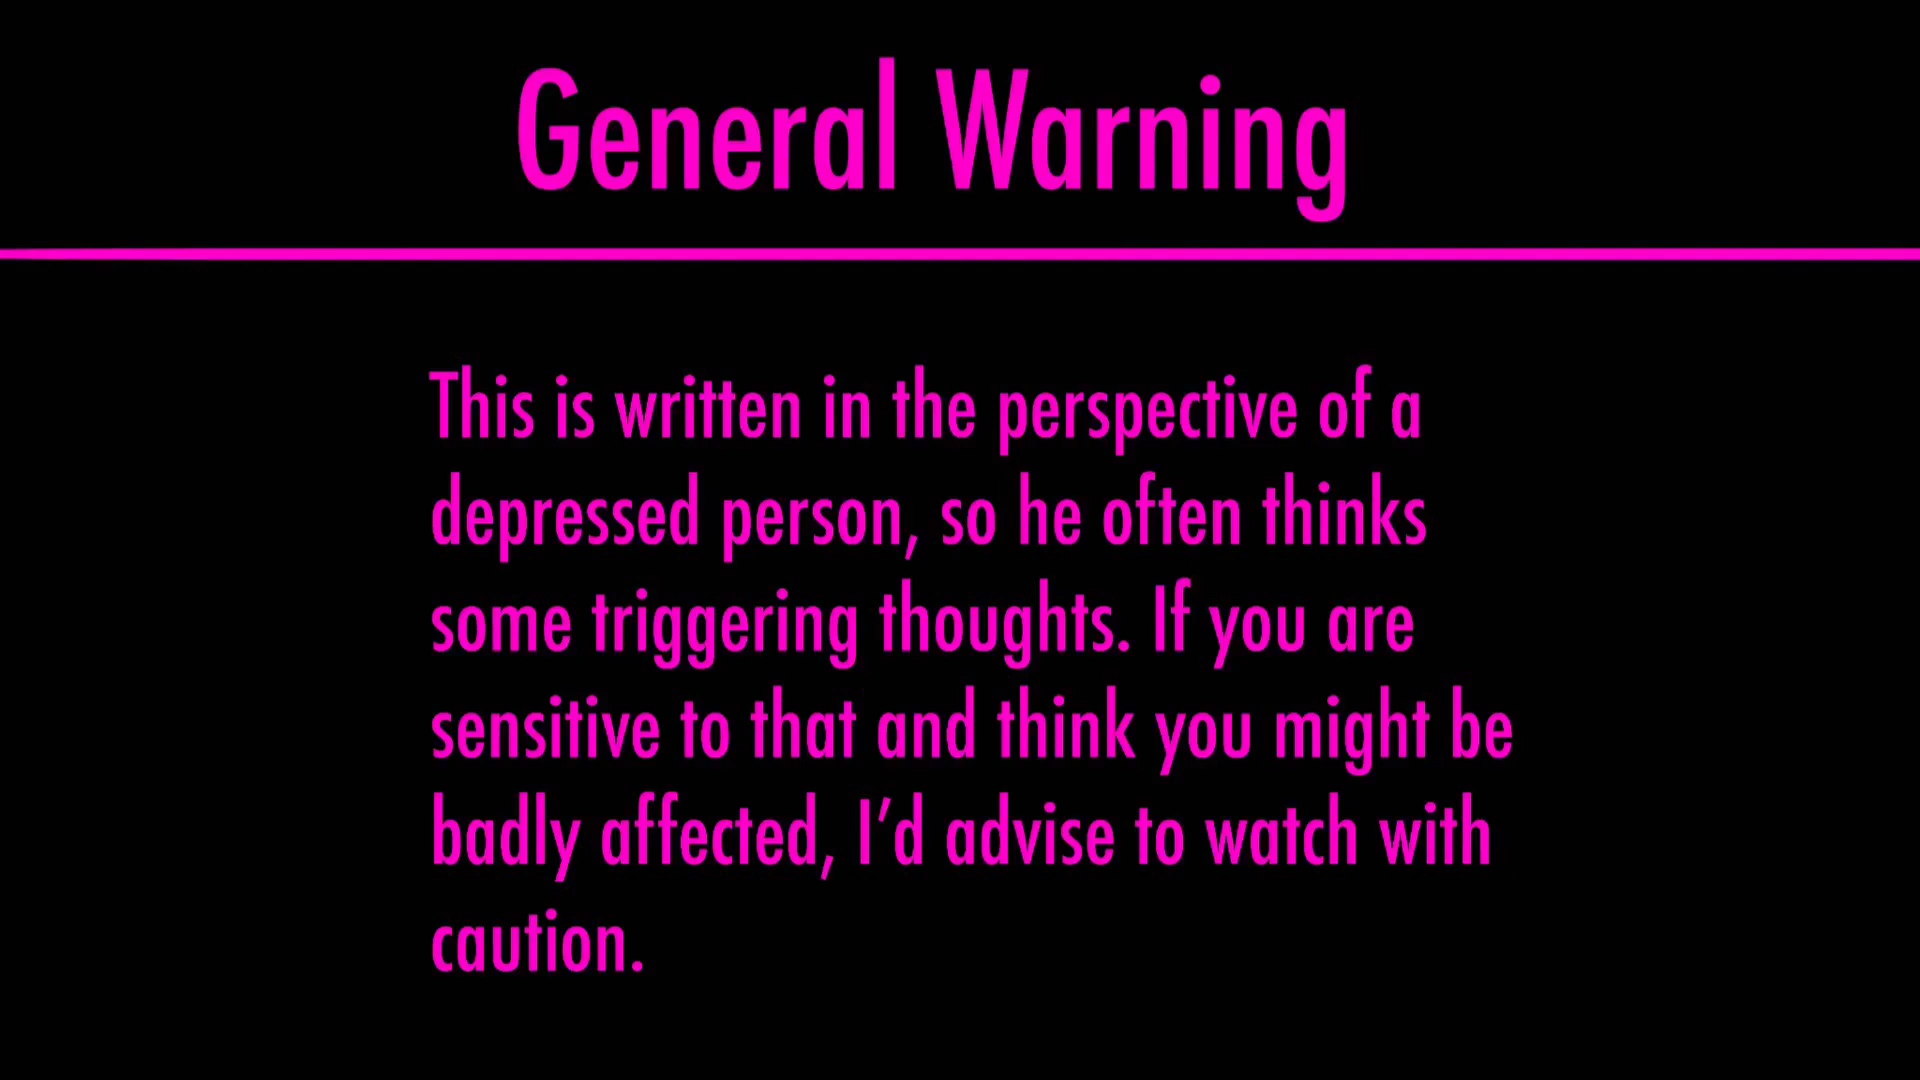 General Warning
This is written in the perspective of a
depressed person, so he often thinks
some triggering thoughts. If you are
sensitive to that and think you might be
badly affected, I’d advise to watch with
caution.